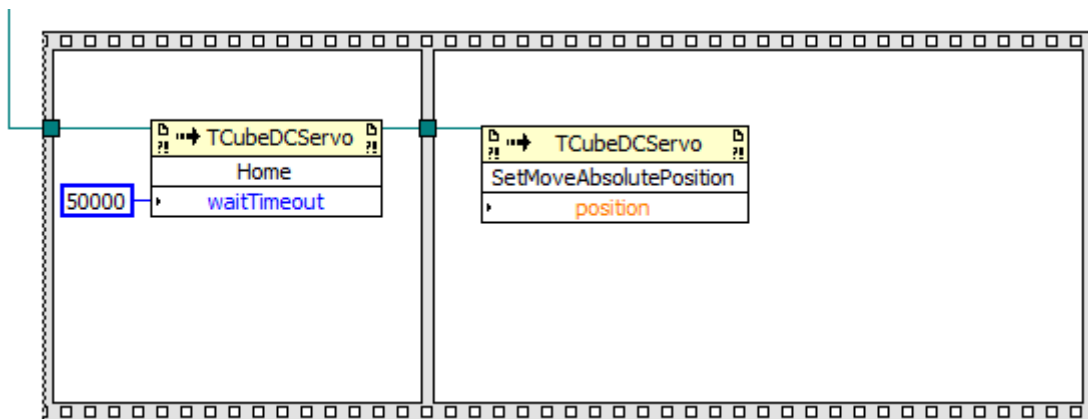 TCubeDCServo
Home
50000
waitTimeout
TCubeDCServo
SetMoveAbsolutePosition
position